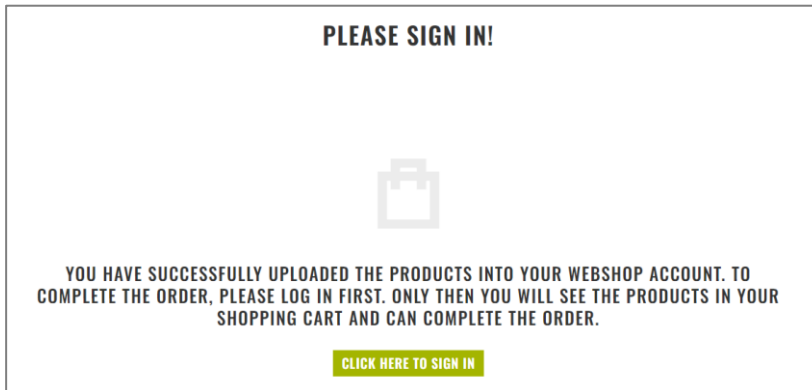 PLEASE SIGN IN!
YOU HAVE SUCCESSFULLY UPLOADED THE PRODUCTS INTO YOUR WEBSHOP ACCOUNT. TO
COMPLETE THE ORDER, PLEASE LOG IN FIRST. ONLY THEN YOU WILL SEE THE PRODUCTS IN YOUR
SHOPPING CART AND CAN COMPLETE THE ORDER.
CLICK HERE TO SIGN IN